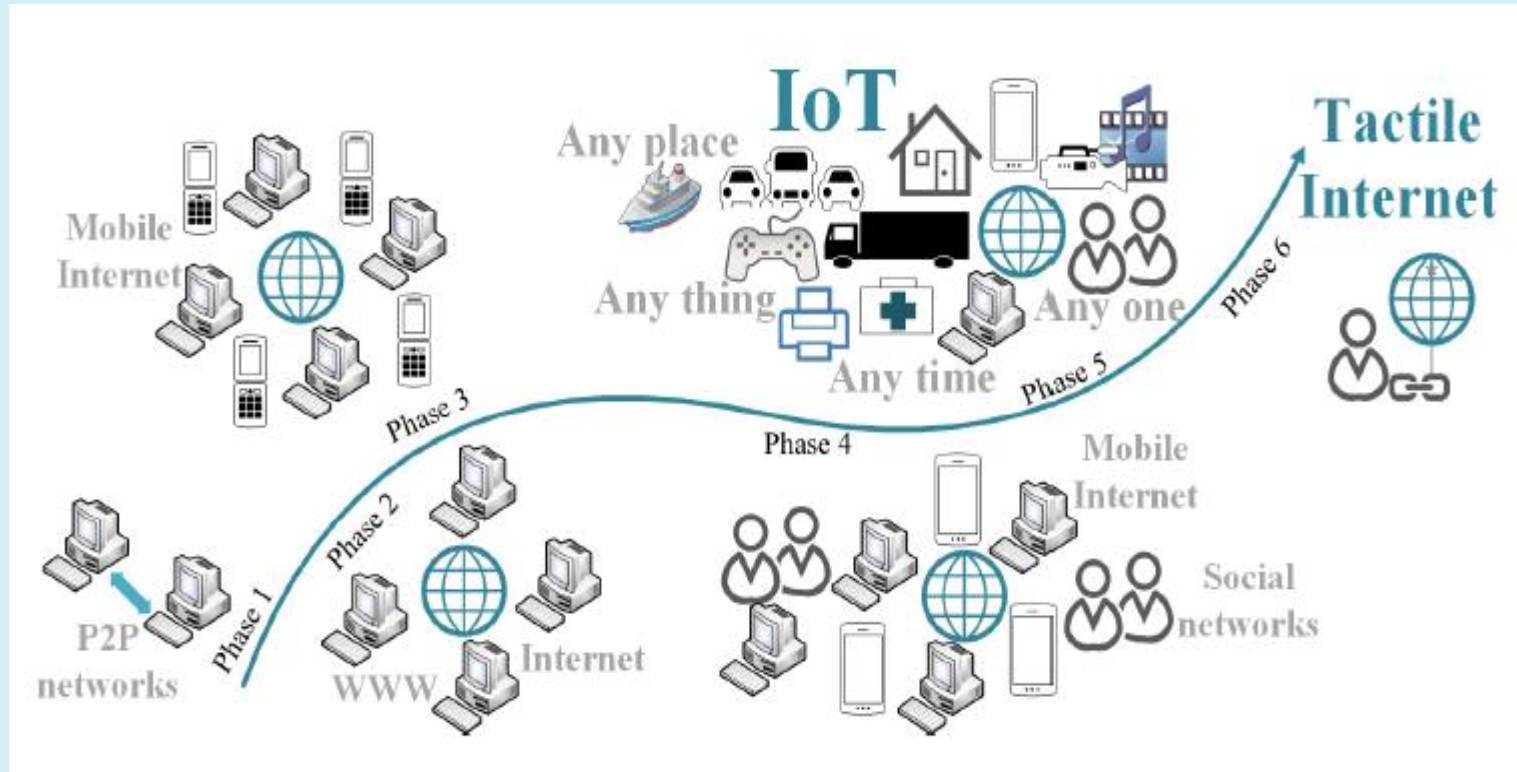 IoT
Any place
Tactile
Internet
Mobile
Internet
Any thing
Any one
Any time
Phase 6
Phase 5
Phase 3
Phase 4
Mobile
Internet
Phase 2
Social
networks
Phase 1
P2P
networks
Internet
WWW